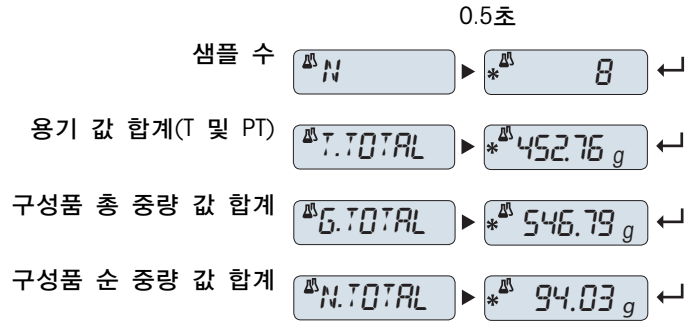 0.5초
샘플 수 N * 8
용기 값 합계(T 및 PT) T.TOTAL * 452.76 g
구성품 총 중량 값 합계 G.TOTAL * 546.79 g
구성품 순 중량 값 합계 N.TOTAL * 94.03 g